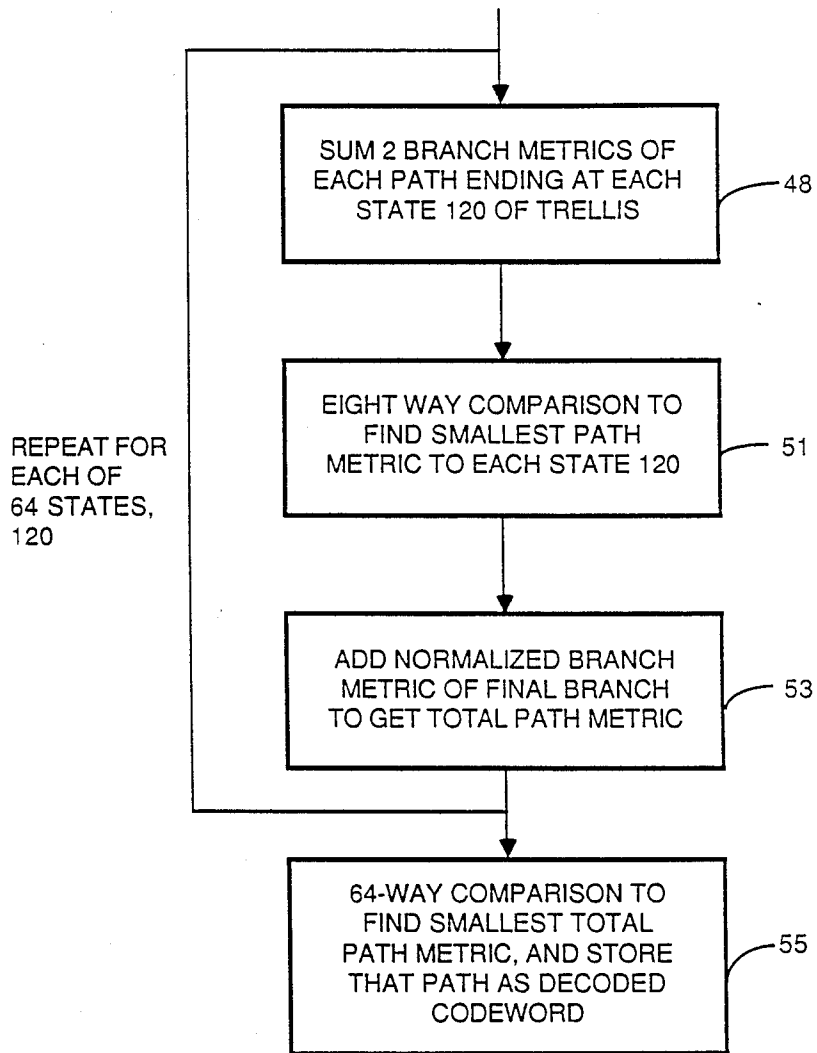 SUM 2 BRANCH METRICS OF
EACH PATH ENDING AT EACH
STATE 120 OF TRELLIS
48
EIGHT WAY COMPARISON TO
FIND SMALLEST PATH
METRIC TO EACH STATE 120
51
REPEAT FOR
EACH OF
64 STATES,
120
ADD NORMALIZED BRANCH
METRIC OF FINAL BRANCH
TO GET TOTAL PATH METRIC
53
64-WAY COMPARISON TO
FIND SMALLEST TOTAL
PATH METRIC, AND STORE
THAT PATH AS DECODED
CODEWORD
55